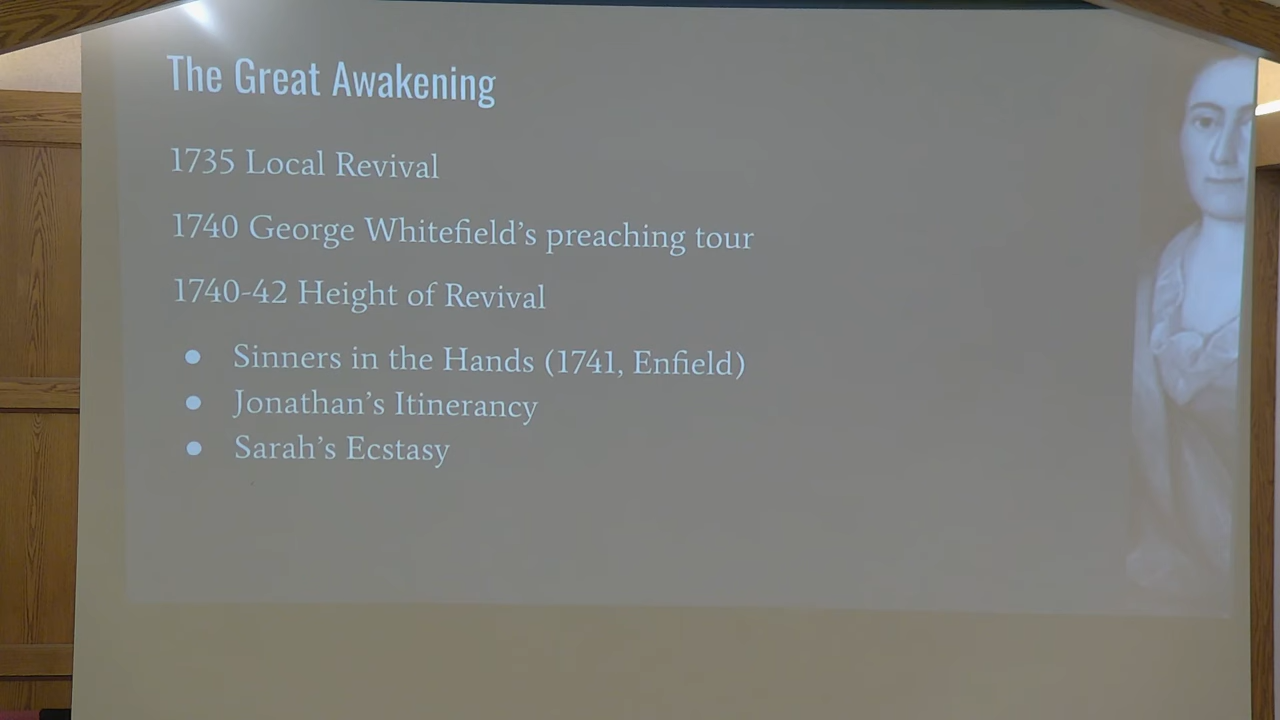 The Great Awakening
1735 Local Revival
1740 George Whitefield's preaching tour
1740-42 Height of Revival
● Sinners in the Hands (1741, Enfield)
● Jonathan's Itinerancy
● Sarah's Ecstasy